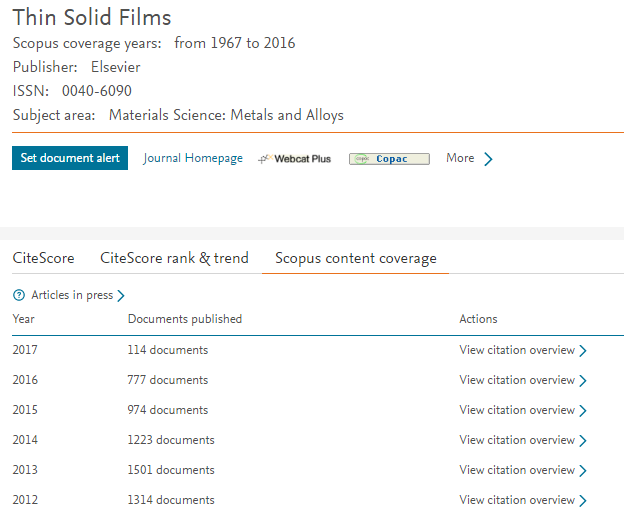 Thin Solid Films
Scopus coverage years: from 1967 to 2016
Publisher: Elsevier
ISSN: 0040-6090
Subject area: Materials Science: Metals and Alloys
Set document alert Journal Homepage Webcat Plus Copac More
CiteScore CiteScore rank & trend Scopus content coverage
Articles in press
Year Documents published Actions
2017 114 documents View citation overview
2016 777 documents View citation overview
2015 974 documents View citation overview
2014 1223 documents View citation overview
2013 1501 documents View citation overview
2012 1314 documents View citation overview